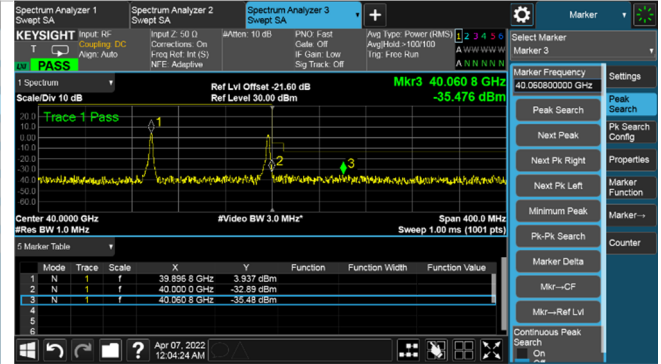 Spectrum Analyzer 1
Swept SA
Spectrum Analyzer 2
Swept SA
Spectrum Analyzer 3
Swept SA
+
Marker
KEYSIGHT
T
LU PASS
Input: RF
Coupling: DC
Align: Auto
Input Z: 50 Ω
Corrections: On
Freq Ref: Int (S)
NFE: Adaptive
#Atten: 10 dB
PNO: Fast
Gate: Off
IF Gain: Low
Sig Track: Off
Avg Type: Power (RMS)
Avg|Hold:>100/100
Trig: Free Run
1 2 3 4 5 6
A W W W W W
A N N N N N
Select Marker
Marker 3
1 Spectrum
Scale/Div 10 dB
Ref Lvl Offset -21.60 dB
Ref Level 30.00 dBm
Mkr3 40.060 8 GHz
-35.476 dBm
Trace 1 Pass
20.0
10.0
0.00
-10.0
-20.0
-30.0
-40.0
-50.0
-60.0
1
2
3
Center 40.0000 GHz
#Res BW 1.0 MHz
#Video BW 3.0 MHz*
Span 400.0 MHz
Sweep 1.00 ms (1001 pts)
5 Marker Table
Mode Trace Scale X Y Function Function Width Function Value
1 N 1 f 39.896 8 GHz 3.937 dBm
2 N 1 f 40.000 0 GHz -32.89 dBm
3 N 1 f 40.060 8 GHz -35.48 dBm
4
5
6
Marker Frequency
40.060800000 GHz
Peak Search
Next Peak
Next Pk Right
Next Pk Left
Minimum Peak
Pk-Pk Search
Marker Delta
Mkr→CF
Mkr→Ref Lvl
Continuous Peak
Search
On
Off
Settings
Peak
Search
Pk Search
Config
Properties
Marker
Function
Marker→
Counter
?
Apr 07, 2022
12:04:24 AM